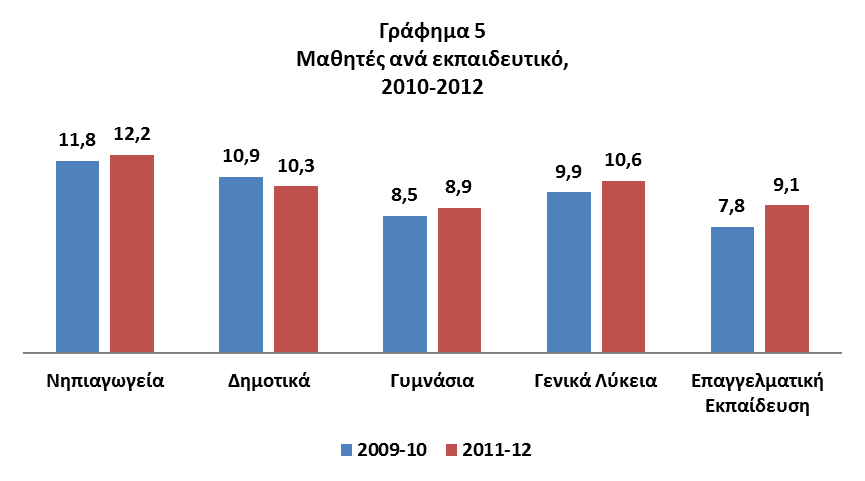 Γράφημα 5
Μαθητές ανά εκπαιδευτικό,
2010-2012
11,8 12,2 10,9 10,3 8,5 8,9 9,9 10,6 7,8 9,1
Νηπιαγωγεία Δημοτικά Γυμνάσια Γενικά Λύκεια Επαγγελματική
Εκπαίδευση
2009-10 2011-12